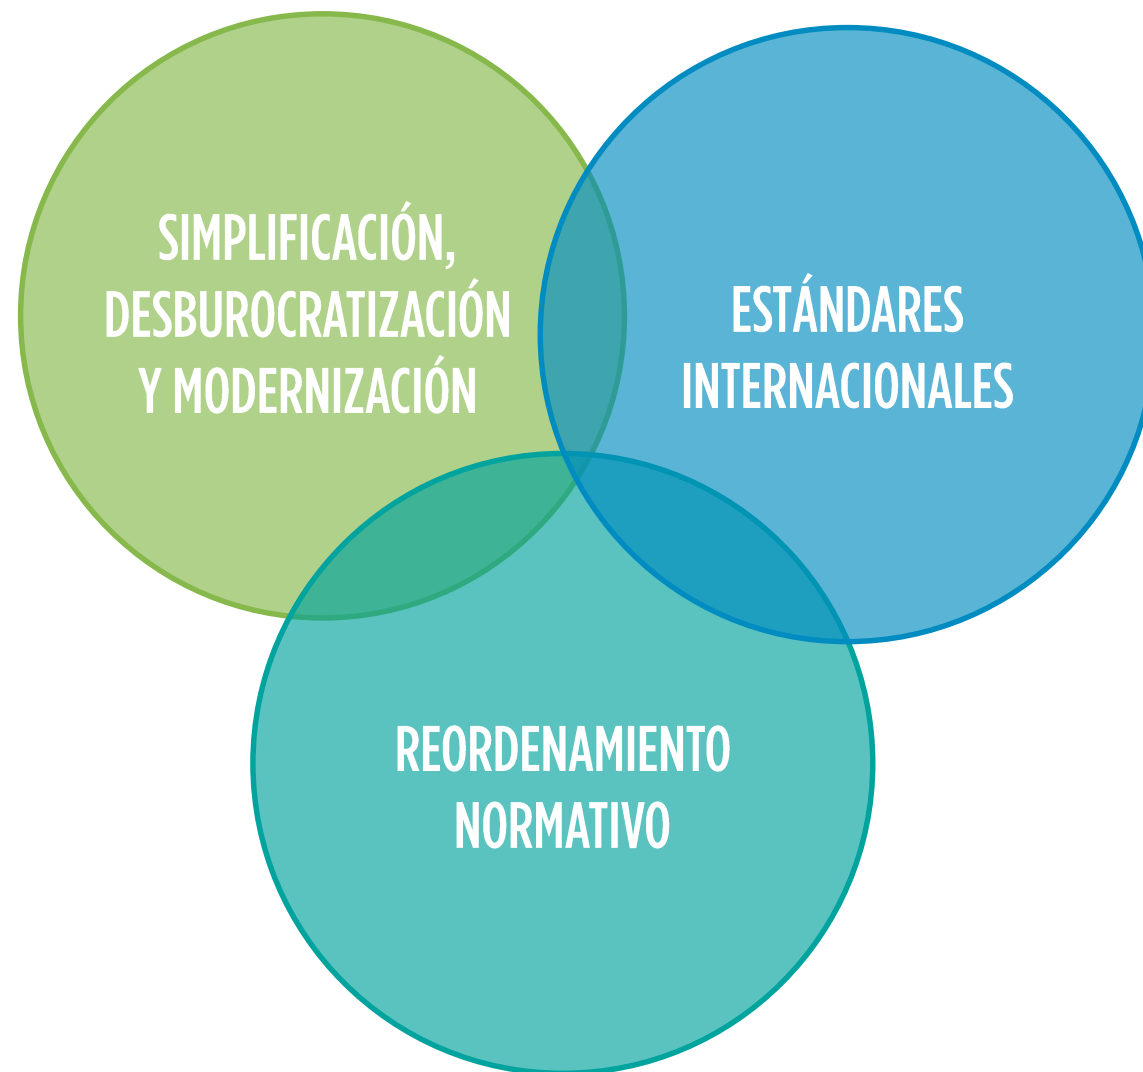 SIMPLIFICACIÓN,
DESBUROCRATIZACIÓN
Y MODERNIZACIÓN
ESTÁNDARES
INTERNACIONALES
REORDENAMIENTO
NORMATIVO